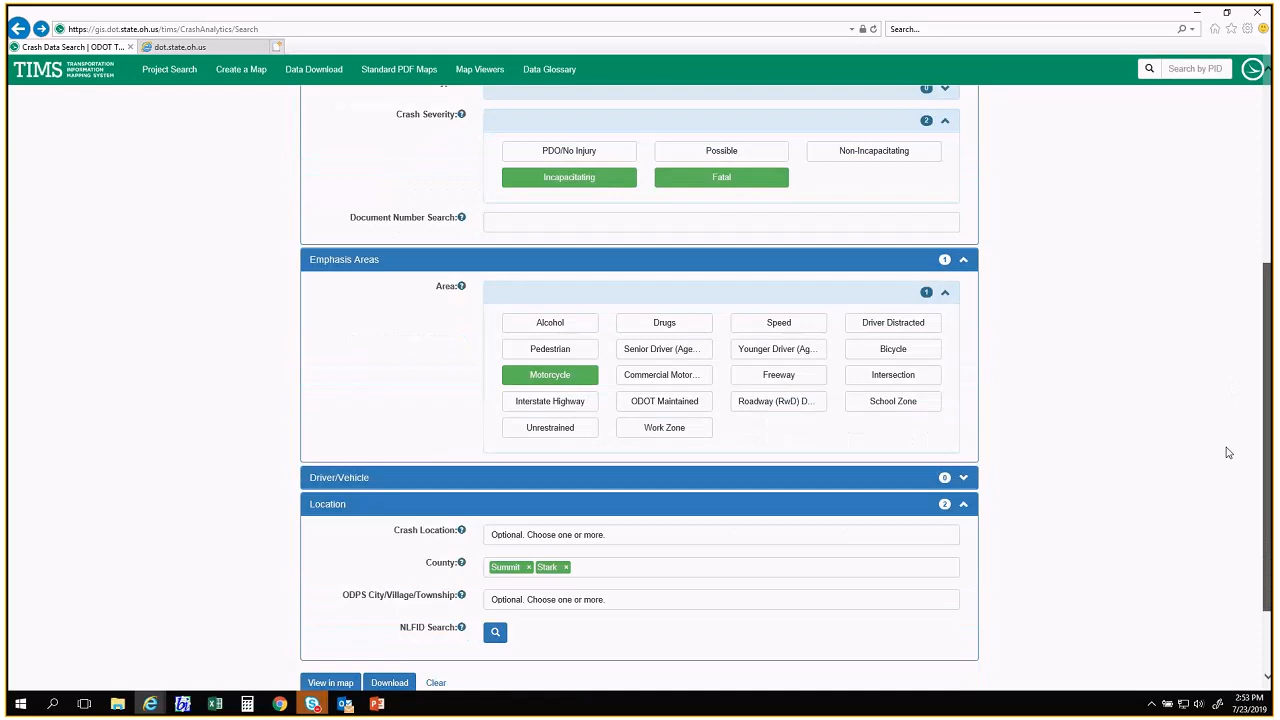 https://gis.dot.state.oh.us/tims/CrashAnalytics/Search
Search...
Crash Data Search | ODOT T...
dot.state.oh.us
TIMS TRANSPORTATION INFORMATION MAPPING SYSTEM
Project Search Create a Map Data Download Standard PDF Maps Map Viewers Data Glossary
Search by PID
0
Crash Severity:
2
PDO/No Injury Possible Non-Incapacitating
Incapacitating Fatal
Document Number Search:
Emphasis Areas 1
Area:
1
Alcohol Drugs Speed Driver Distracted
Pedestrian Senior Driver (Age... Younger Driver (Ag... Bicycle
Motorcycle Commercial Motor... Freeway Intersection
Interstate Highway ODOT Maintained Roadway (RwD) D... School Zone
Unrestrained Work Zone
Driver/Vehicle 0
Location 2
Crash Location: Optional. Choose one or more.
County: Summit × Stark ×
ODPS City/Village/Township: Optional. Choose one or more.
NLFID Search:
View in map Download Clear
2:53 PM
7/23/2019